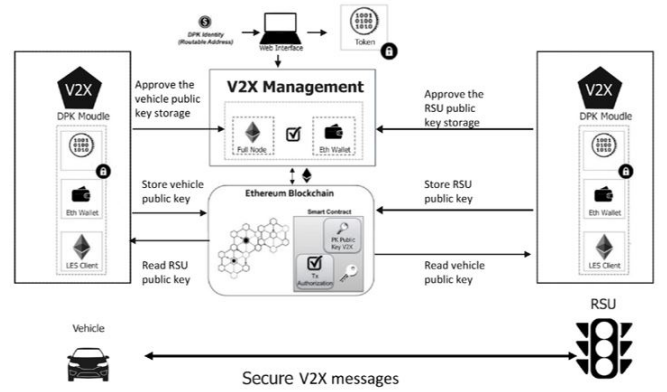 DPK Identity
(Routable Address)
Web Interface
1001
0100
1010
Token
V2X
DPK Moudle
1001
0100
1010
Eth Wallet
LES Client
Approve the
vehicle public
key storage
V2X Management
Full Node
Eth Wallet
Approve the
RSU public
key storage
V2X
DPK Moudle
1001
0100
1010
Eth Wallet
LES Client
Store vehicle
public key
Read RSU
public key
Ethereum Blockchain
Smart Contract
PK Public
Key V2X
Tx
Authorization
Store RSU
public key
Read vehicle
public key
Vehicle
RSU
Secure V2X messages